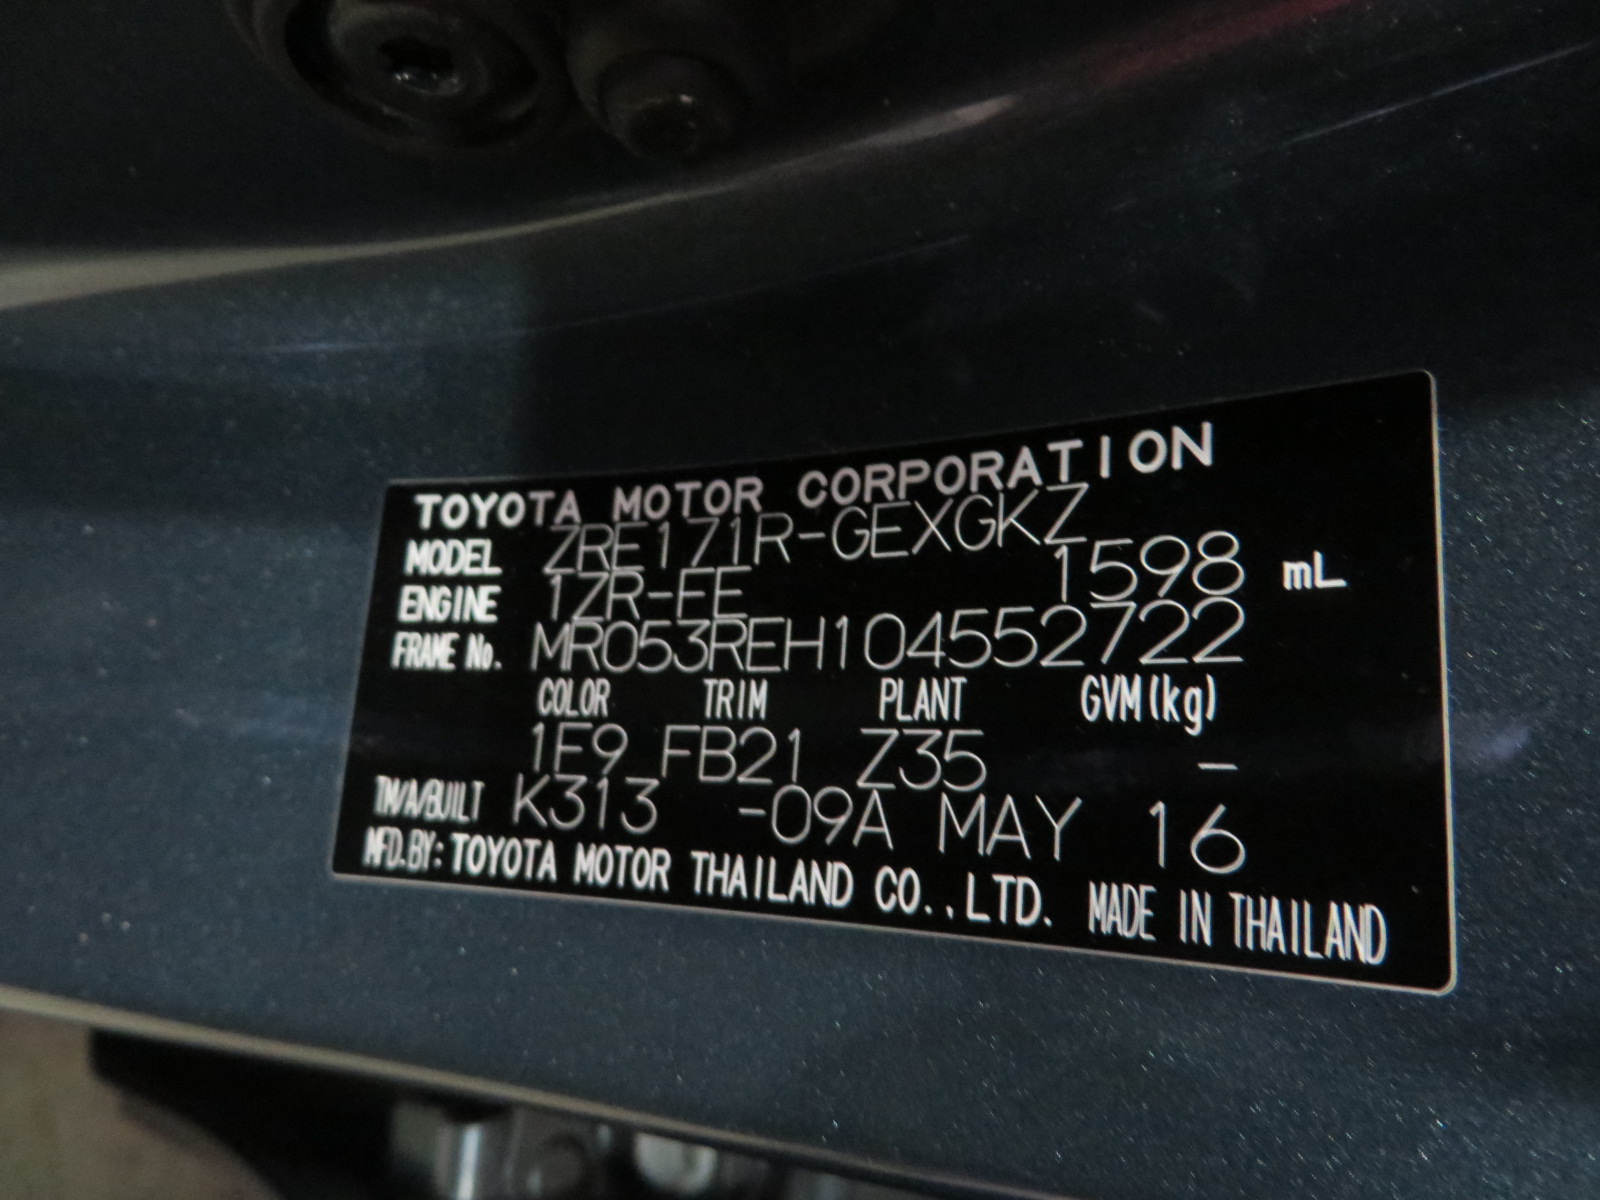 TOYOTA MOTOR CORPORATION
MODEL ZRE171R-GEXGKZ
ENGINE 1ZR-FE 1598 mL
FRAME No. MR053REH104552722
COLOR TRIM PLANT GVM(kg)
1F9 FB21 Z35 –
TM/A/BUILT K313 -09A MAY 16
MFD.BY: TOYOTA MOTOR THAILAND CO.,LTD. MADE IN THAILAND